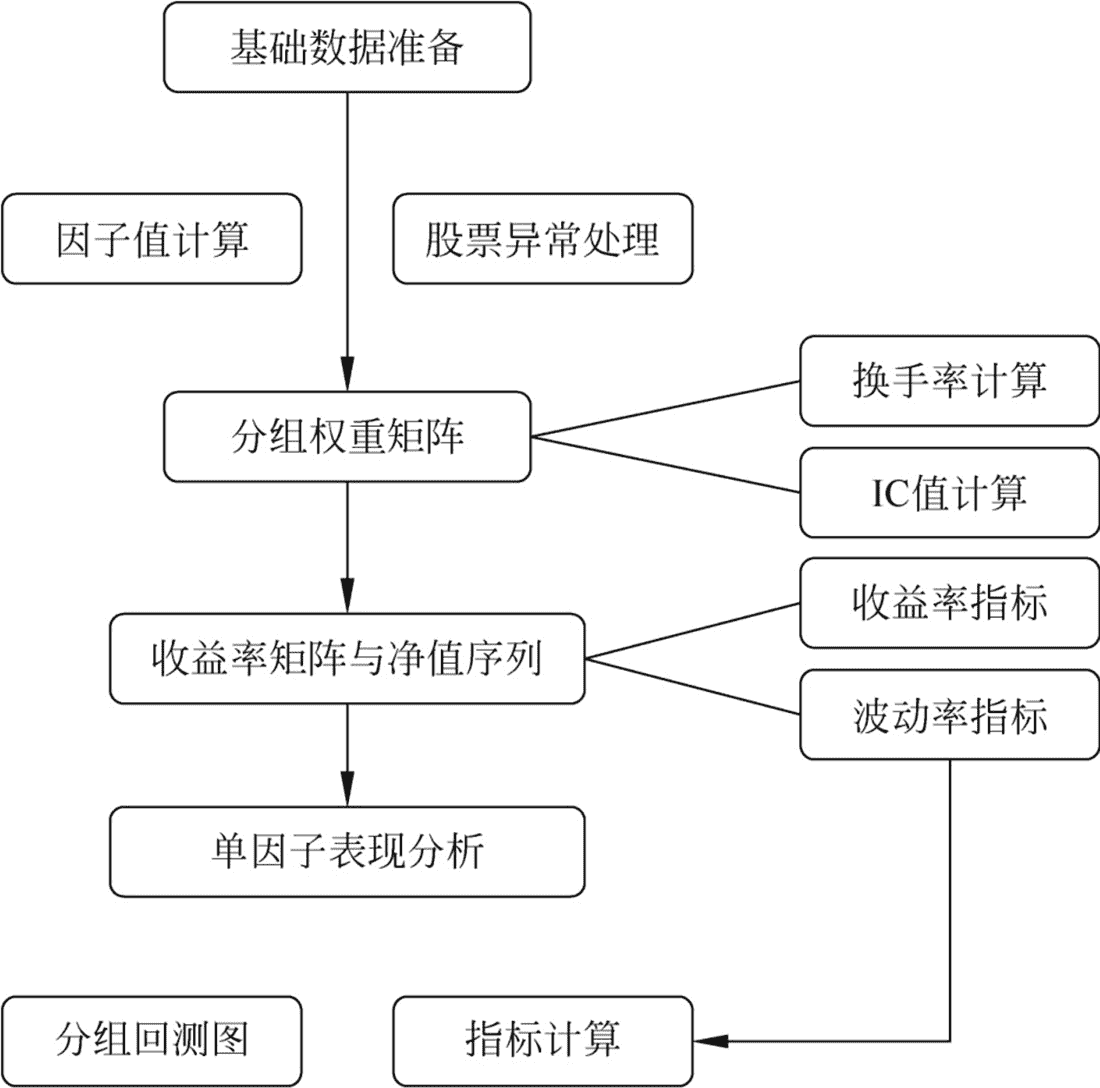 基础数据准备
因子值计算
股票异常处理
换手率计算
分组权重矩阵
IC值计算
收益率指标
收益率矩阵与净值序列
波动率指标
单因子表现分析
分组回测图
指标计算